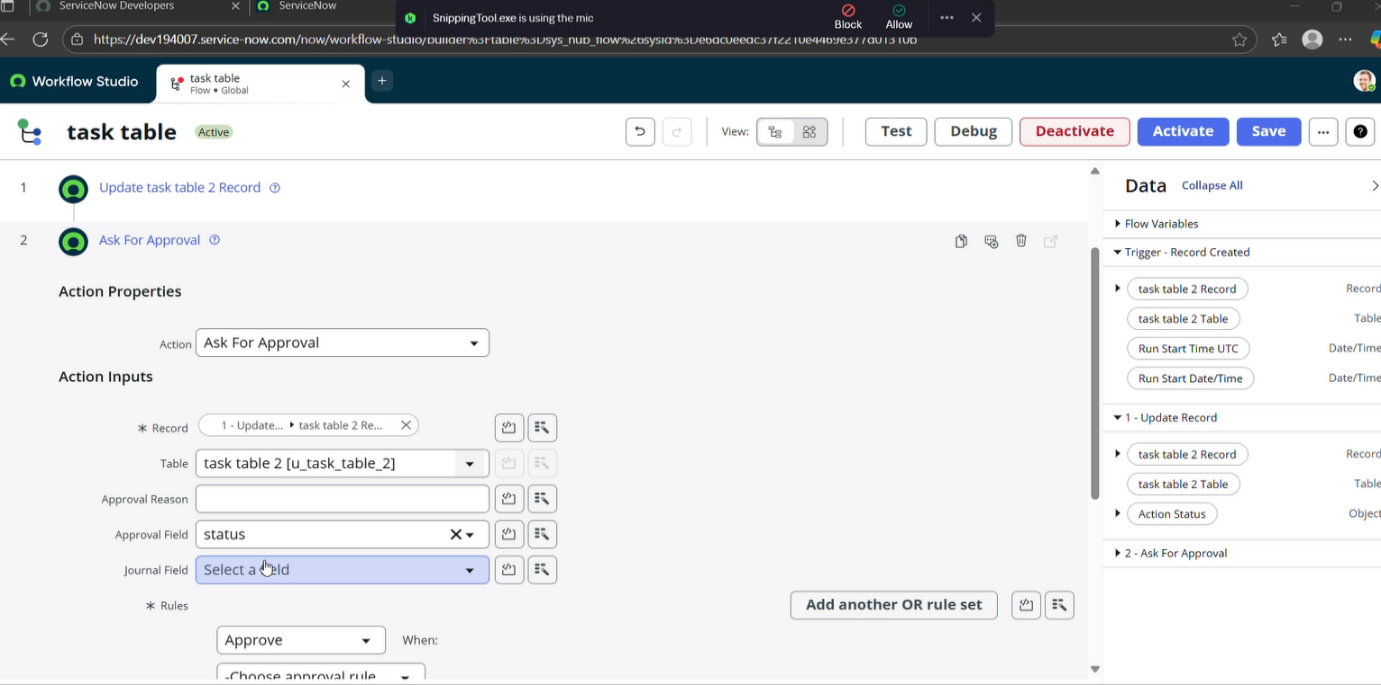 ServiceNow Developers
ServiceNow
SnippingTool.exe is using the mic
Block
Allow
Workflow Studio
task table
Flow • Global
task table
Active
View:
Test
Debug
Deactivate
Activate
Save
1
Update task table 2 Record
2
Ask For Approval
Action Properties
Action
Ask For Approval
Action Inputs
* Record
1 - Update... ▸ task table 2 Re...
Table
task table 2 [u_task_table_2]
Approval Reason
Approval Field
status
Journal Field
Select a field
* Rules
Add another OR rule set
Approve
When:
-Choose approval rule
Data
Collapse All
Flow Variables
Trigger - Record Created
task table 2 Record
Record
task table 2 Table
Table
Run Start Time UTC
Date/Time
Run Start Date/Time
Date/Time
1 - Update Record
task table 2 Record
Record
task table 2 Table
Table
Action Status
Object
2 - Ask For Approval